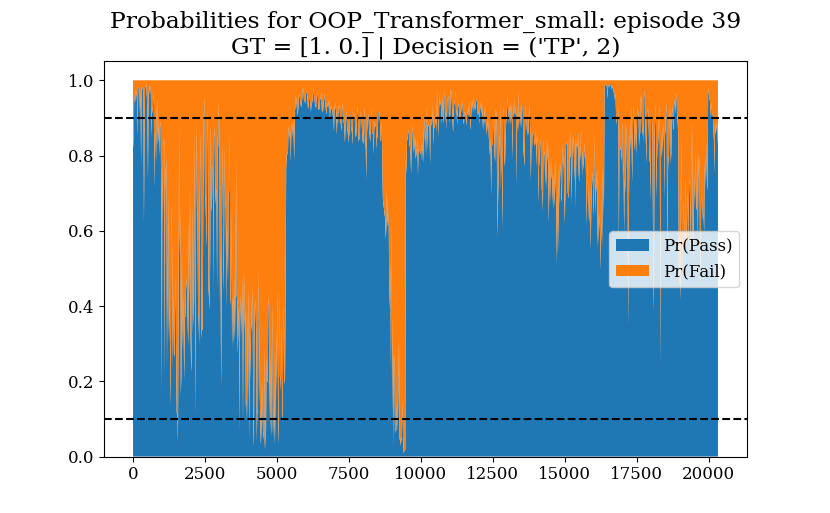 Probabilities for OOP_Transformer_small: episode 39
GT = [1. 0.] | Decision = ('TP', 2)
1.0
0.8
0.6
0.4
0.2
0.0
Pr(Pass)
Pr(Fail)
0 2500 5000 7500 10000 12500 15000 17500 20000